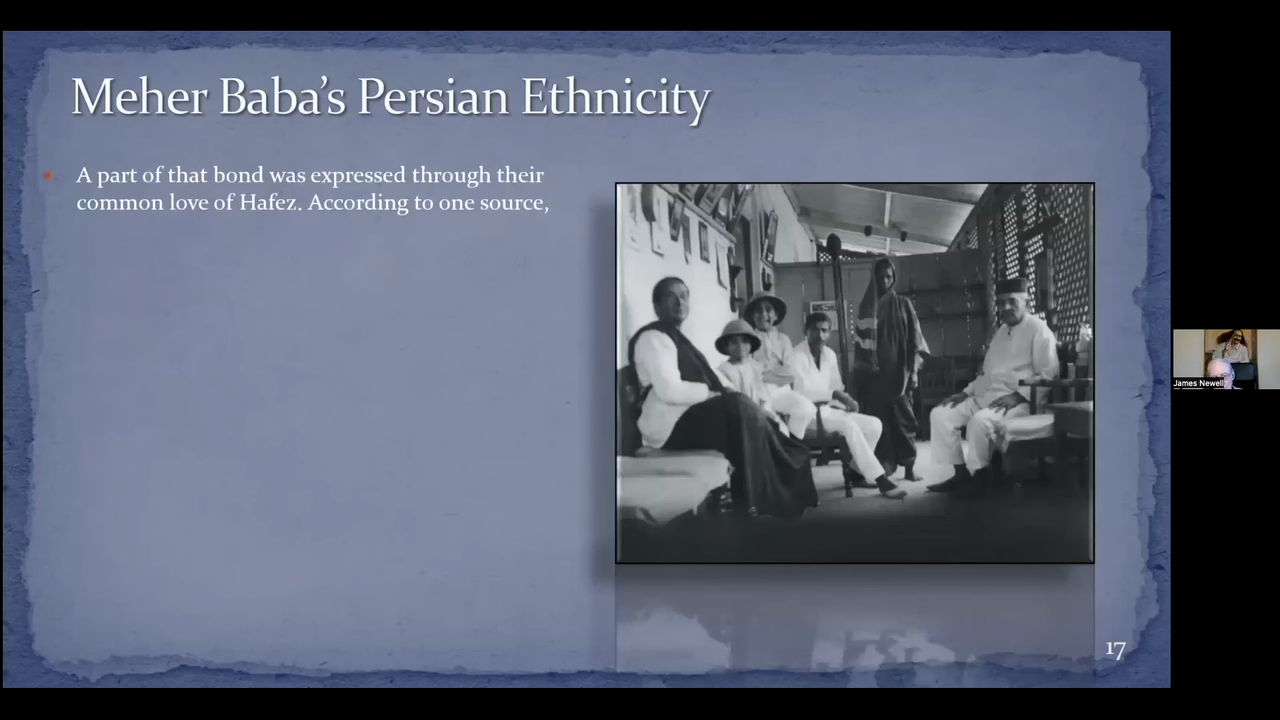 Meher Baba’s Persian Ethnicity
A part of that bond was expressed through their
common love of Hafez. According to one source,
James Newell
17